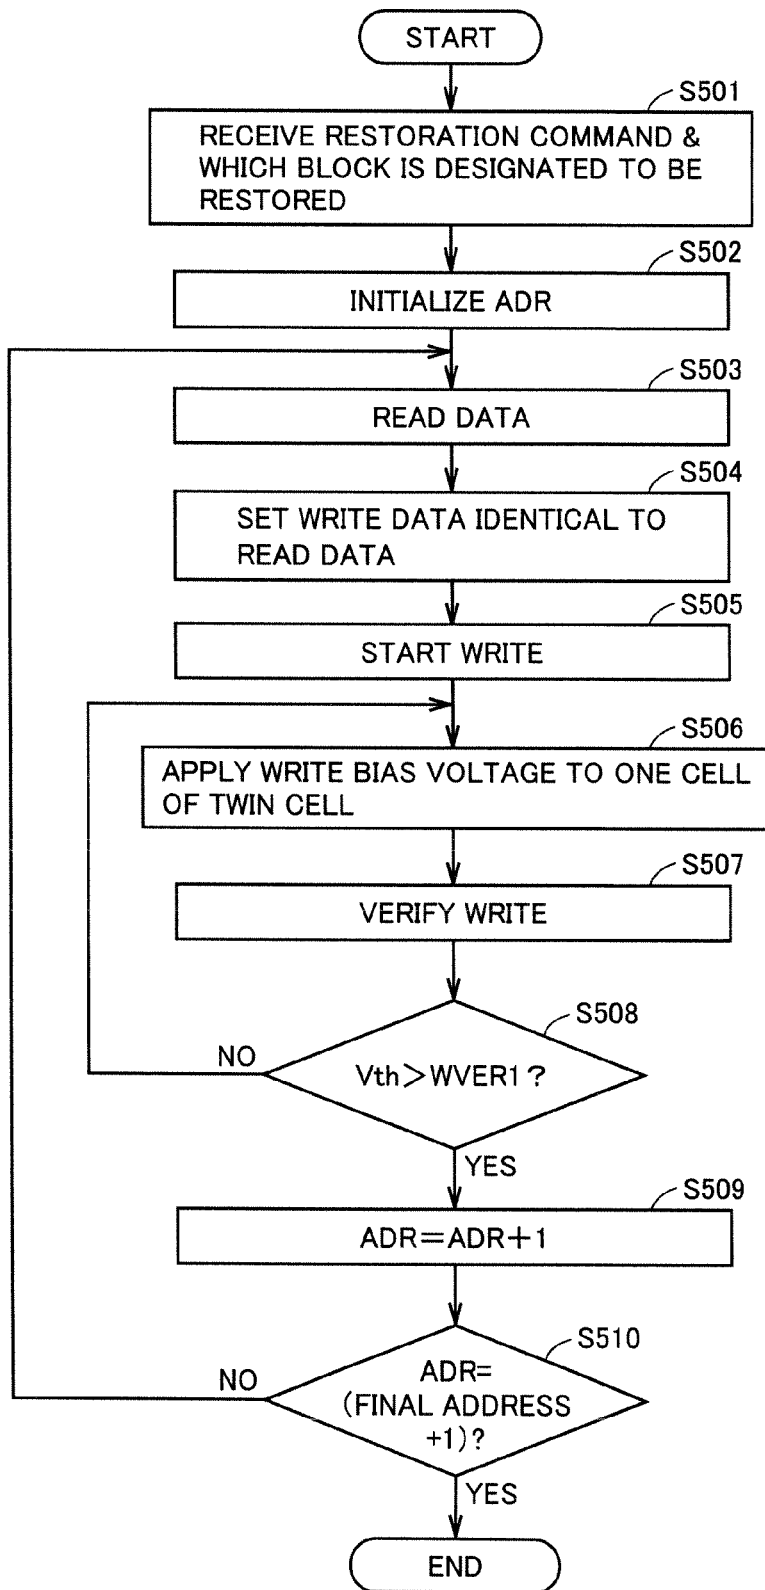 START
S501
RECEIVE RESTORATION COMMAND &
WHICH BLOCK IS DESIGNATED TO BE
RESTORED
S502
INITIALIZE ADR
S503
READ DATA
S504
SET WRITE DATA IDENTICAL TO
READ DATA
S505
START WRITE
S506
APPLY WRITE BIAS VOLTAGE TO ONE CELL
OF TWIN CELL
S507
VERIFY WRITE
S508
NO
Vth>WVER1?
YES
S509
ADR=ADR+1
S510
NO
ADR=
(FINAL ADDRESS
+1)?
YES
END